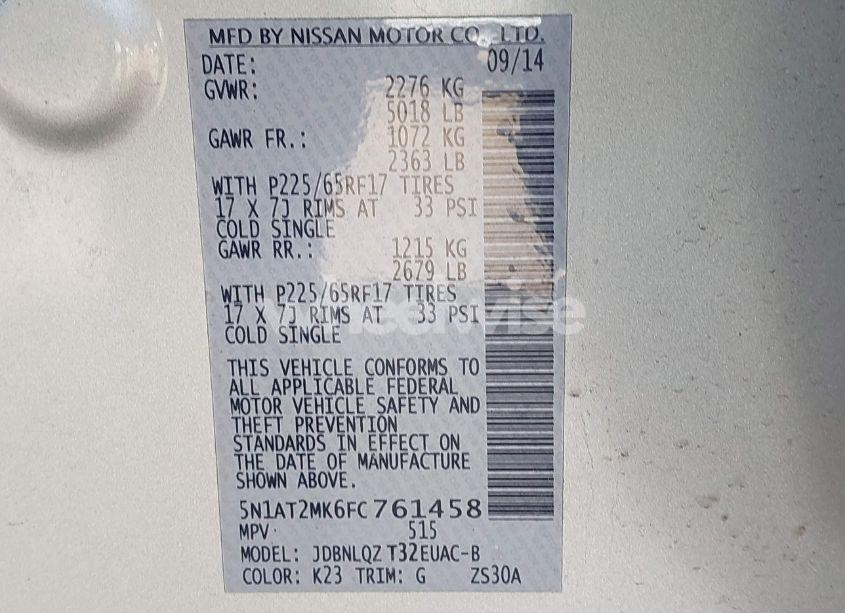 MFD BY NISSAN MOTOR CO., LTD.
DATE: 09/14
GVWR: 2276 KG
5018 LB
GAWR FR.: 1072 KG
2363 LB
WITH P225/65RF17 TIRES
17 X 7J RIMS AT 33 PSI
COLD SINGLE
GAWR RR.: 1215 KG
2679 LB
WITH P225/65RF17 TIRES
17 X 7J RIMS AT 33 PSI
COLD SINGLE
THIS VEHICLE CONFORMS TO
ALL APPLICABLE FEDERAL
MOTOR VEHICLE SAFETY AND
THEFT PREVENTION
STANDARDS IN EFFECT ON
THE DATE OF MANUFACTURE
SHOWN ABOVE.
5N1AT2MK6FC761458
MPV 515
MODEL: JDBNLQZ T32EUAC-B
COLOR: K23 TRIM: G ZS30A